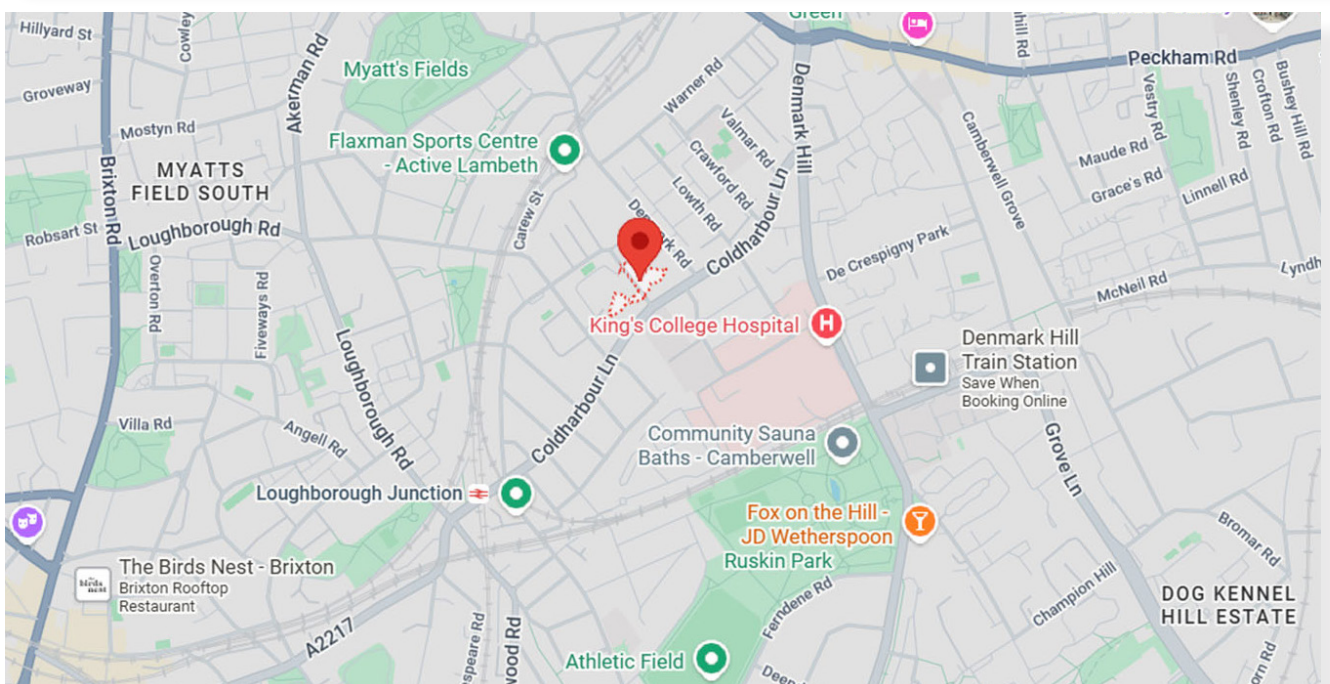 Green
Hillyard St
Cowley
Akerman Rd
Myatt's Fields
Groveway
Mostyn Rd
Flaxman Sports Centre
- Active Lambeth
Warner Rd
Valmar Rd
Crawford Rd
Lowth Rd
Denmark Hill
Peckham Rd
Vestry Rd
Shenley Rd
Crofton Rd
Bushey Hill Rd
Camberwell Grove
Maude Rd
Grace's Rd
Linnell Rd
MYATTS
FIELD SOUTH
Brixton Rd
Robsart St
Loughborough Rd
Carew St
Coldharbour Ln
De Crespigny Park
McNeil Rd
Overton Rd
Fiveways Rd
Loughborough Rd
King's College Hospital
H
Denmark Hill
Train Station
Save When
Booking Online
Coldharbour Ln
Villa Rd
Angell Rd
Community Sauna
Baths - Camberwell
Grove Ln
Loughborough Junction
Fox on the Hill -
JD Wetherspoon
Ruskin Park
Bromar Rd
The Birds Nest - Brixton
Brixton Rooftop
Restaurant
birds
nest
Ferndene Rd
Champion Hill
DOG KENNEL
HILL ESTATE
A2217
Athletic Field